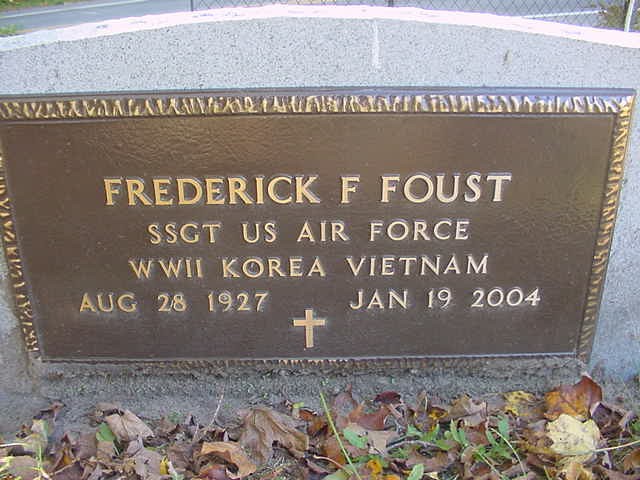 FREDERICK F FOUST
SSGT US AIR FORCE
WWII KOREA VIETNAM
AUG 28 1927 JAN 19 2004